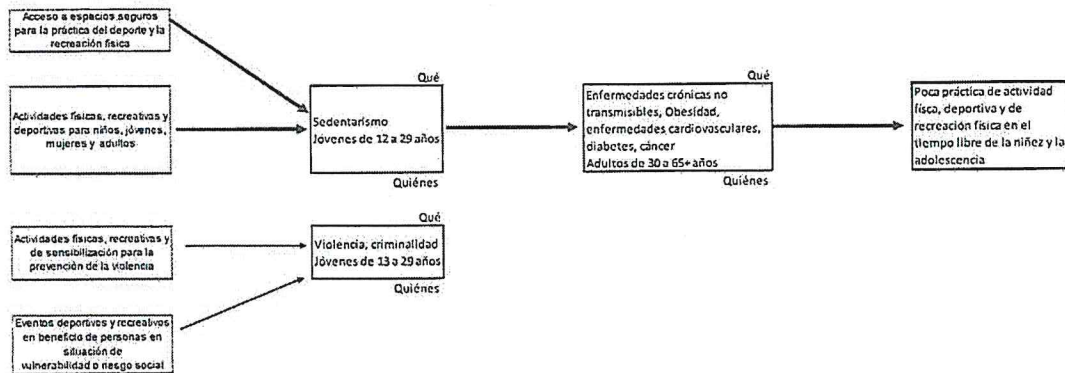 Acceso a espacios seguros
para la práctica del deporte y la
recreación física
Actividades físicas, recreativas y
deportivas para niños, jóvenes,
mujeres y adultos
Qué
Sedentarismo
Jóvenes de 12 a 29 años
Quiénes
Qué
Enfermedades crónicas no
transmisibles, Obesidad,
enfermedades cardiovasculares,
diabetes, cáncer
Adultos de 30 a 65+ años
Quiénes
Poca práctica de actividad
físca, deportiva y de
recreación física en el
tiempo libre de la niñez y la
adolescencia
Actividades físicas, recreativas y
de sensibilización para la
prevención de la violencia
Qué
Violencia, criminalidad
Jóvenes de 13 a 29 años
Quiénes
Eventos deportivos y recreativos
en beneficio de personas en
situación de
vulnerabilidad o riesgo social